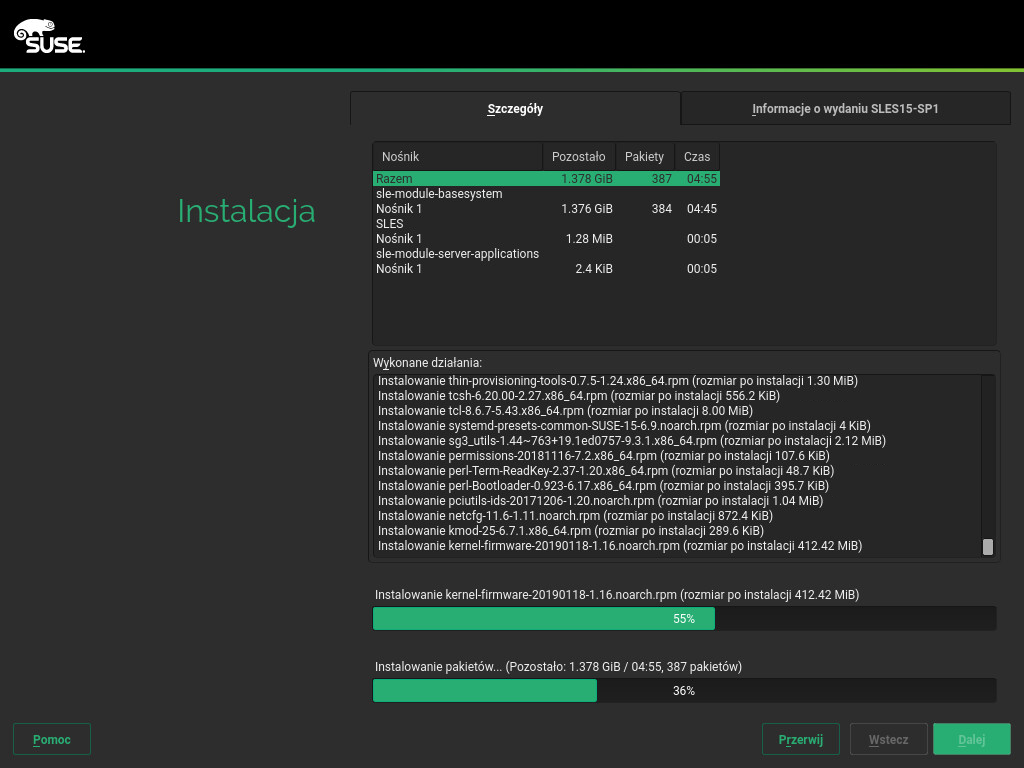 SUSE.
Szczegóły
Informacje o wydaniu SLES15-SP1
Instalacja
Nośnik Pozostało Pakiety Czas
Razem 1.378 GiB 387 04:55
sle-module-basesystem
Nośnik 1 1.376 GiB 384 04:45
SLES
Nośnik 1 1.28 MiB 00:05
sle-module-server-applications
Nośnik 1 2.4 KiB 00:05
Wykonane działania:
Instalowanie thin-provisioning-tools-0.7.5-1.24.x86_64.rpm (rozmiar po instalacji 1.30 MiB)
Instalowanie tcsh-6.20.00-2.27.x86_64.rpm (rozmiar po instalacji 556.2 KiB)
Instalowanie tcl-8.6.7-5.43.x86_64.rpm (rozmiar po instalacji 8.00 MiB)
Instalowanie systemd-presets-common-SUSE-15-6.9.noarch.rpm (rozmiar po instalacji 4 KiB)
Instalowanie sg3_utils-1.44~763+19.1ed0757-9.3.1.x86_64.rpm (rozmiar po instalacji 2.12 MiB)
Instalowanie permissions-20181116-7.2.x86_64.rpm (rozmiar po instalacji 107.6 KiB)
Instalowanie perl-Term-ReadKey-2.37-1.20.x86_64.rpm (rozmiar po instalacji 48.7 KiB)
Instalowanie perl-Bootloader-0.923-6.17.x86_64.rpm (rozmiar po instalacji 395.7 KiB)
Instalowanie pciutils-ids-20171206-1.20.noarch.rpm (rozmiar po instalacji 1.04 MiB)
Instalowanie netcfg-11.6-1.11.noarch.rpm (rozmiar po instalacji 872.4 KiB)
Instalowanie kmod-25-6.7.1.x86_64.rpm (rozmiar po instalacji 289.6 KiB)
Instalowanie kernel-firmware-20190118-1.16.noarch.rpm (rozmiar po instalacji 412.42 MiB)
Instalowanie kernel-firmware-20190118-1.16.noarch.rpm (rozmiar po instalacji 412.42 MiB)
55%
Instalowanie pakietów... (Pozostało: 1.378 GiB / 04:55, 387 pakietów)
36%
Pomoc
Przerwij
Wstecz
Dalej